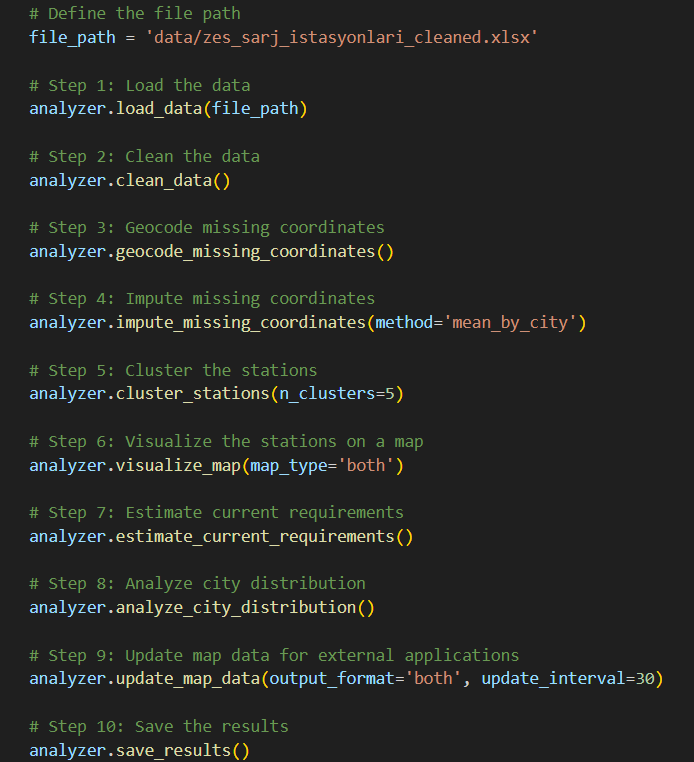 # Define the file path
file_path = 'data/zes_sarj_istasyonlari_cleaned.xlsx'
# Step 1: Load the data
analyzer.load_data(file_path)
# Step 2: Clean the data
analyzer.clean_data()
# Step 3: Geocode missing coordinates
analyzer.geocode_missing_coordinates()
# Step 4: Impute missing coordinates
analyzer.impute_missing_coordinates(method='mean_by_city')
# Step 5: Cluster the stations
analyzer.cluster_stations(n_clusters=5)
# Step 6: Visualize the stations on a map
analyzer.visualize_map(map_type='both')
# Step 7: Estimate current requirements
analyzer.estimate_current_requirements()
# Step 8: Analyze city distribution
analyzer.analyze_city_distribution()
# Step 9: Update map data for external applications
analyzer.update_map_data(output_format='both', update_interval=30)
# Step 10: Save the results
analyzer.save_results()